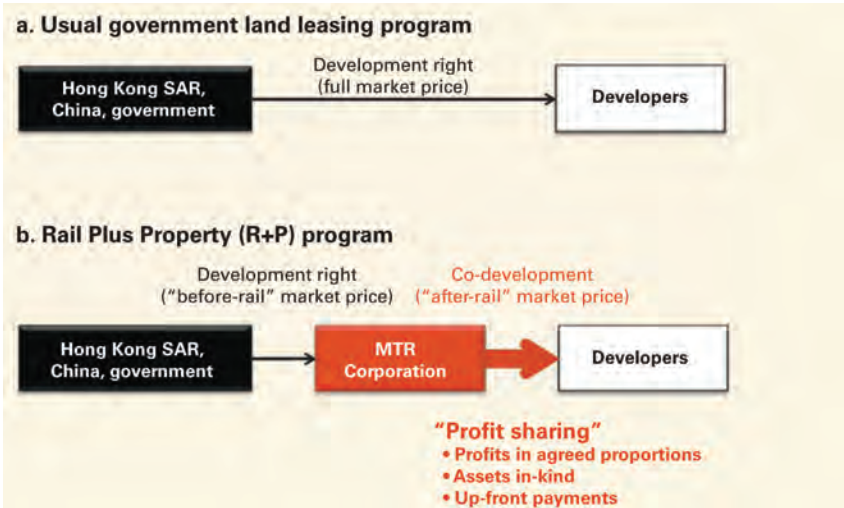 a. Usual government land leasing program
Development right
(full market price)
Hong Kong SAR,
China, government
Developers
b. Rail Plus Property (R+P) program
Development right
(“before-rail” market price)
Co-development
(“after-rail” market price)
Hong Kong SAR,
China, government
MTR
Corporation
Developers
“Profit sharing”
• Profits in agreed proportions
• Assets in-kind
• Up-front payments